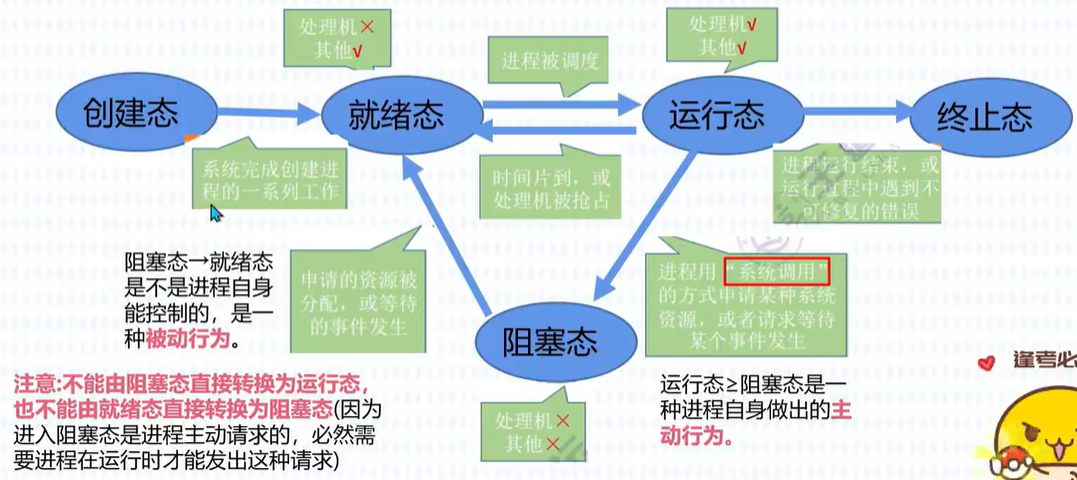 处理机×
其他√
处理机√
其他√
进程被调度
创建态
就绪态
运行态
终止态
系统完成创建进
程的一系列工作
时间片到，或
处理机被抢占
进程运行结束，或
运行过程中遇到不
可修复的错误
阻塞态→就绪态
是不是进程自身
能控制的，是一
种被动行为。
申请的资源被
分配，或等待
的事件发生
进程用“系统调用”
的方式申请某种系统
资源，或者请求等待
某个事件发生
阻塞态
注意:不能由阻塞态直接转换为运行态，
也不能由就绪态直接转换为阻塞态(因为
进入阻塞态是进程主动请求的，必然需
要进程在运行时才能发出这种请求)
处理机×
其他×
运行态≥阻塞态是一
种进程自身做出的主
动行为。
逢考必